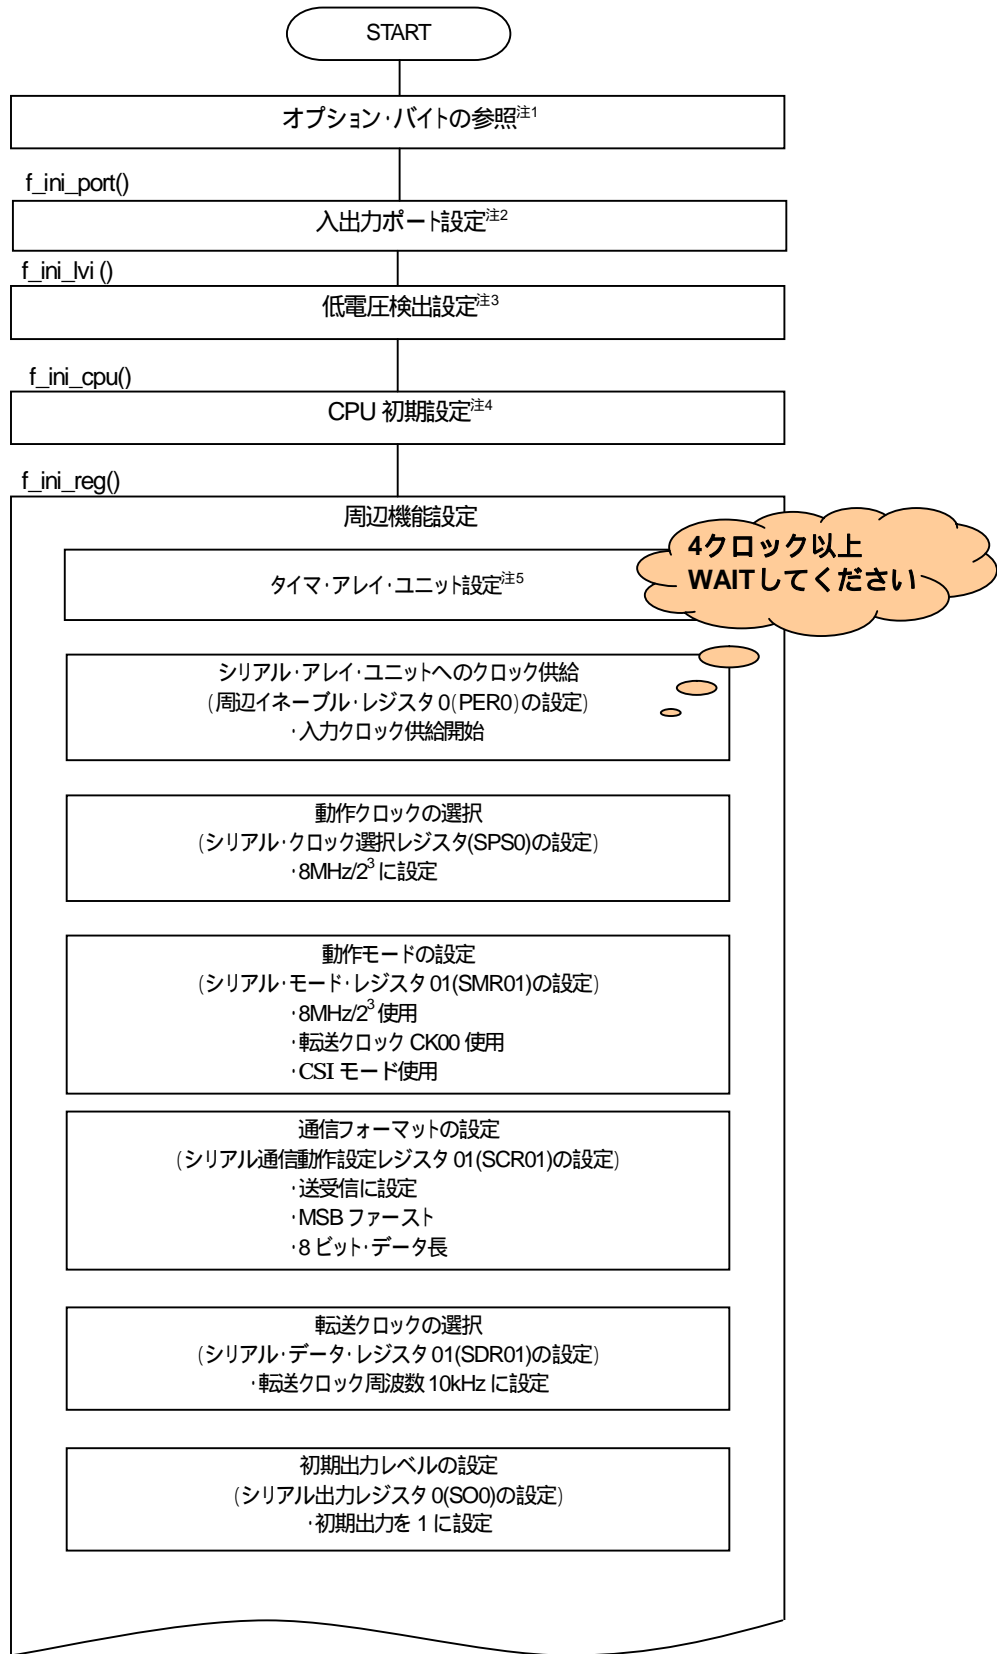 START
オプション・バイトの参照注1
f_ini_port()
入出力ポート設定注2
f_ini_lvi ()
低電圧検出設定注3
f_ini_cpu()
CPU 初期設定注4
f_ini_reg()
周辺機能設定
4クロック以上
WAITしてください
タイマ・アレイ・ユニット設定注5
シリアル・アレイ・ユニットへのクロック供給
(周辺イネーブル・レジスタ 0(PER0)の設定)
・入力クロック供給開始
動作クロックの選択
(シリアル・クロック選択レジスタ(SPS0)の設定)
・8MHz/2³ に設定
動作モードの設定
(シリアル・モード・レジスタ 01(SMR01)の設定)
・8MHz/2³ 使用
・転送クロック CK00 使用
・CSI モード使用
通信フォーマットの設定
(シリアル通信動作設定レジスタ 01(SCR01)の設定)
・送受信に設定
・MSB ファースト
・8 ビット・データ長
転送クロックの選択
(シリアル・データ・レジスタ 01(SDR01)の設定)
・転送クロック周波数 10kHz に設定
初期出力レベルの設定
(シリアル出力レジスタ 0(SO0)の設定)
・初期出力を 1 に設定